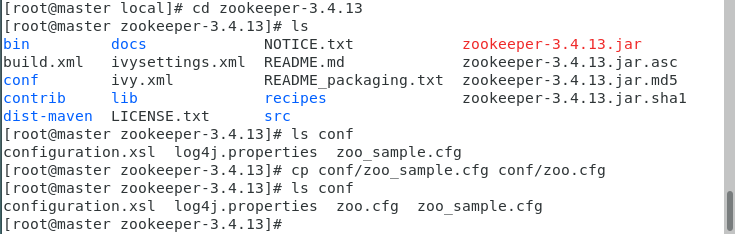 [root@master local]# cd zookeeper-3.4.13
[root@master zookeeper-3.4.13]# ls
bin         docs             NOTICE.txt            zookeeper-3.4.13.jar
build.xml   ivysettings.xml  README.md             zookeeper-3.4.13.jar.asc
conf        ivy.xml          README_packaging.txt  zookeeper-3.4.13.jar.md5
contrib     lib              recipes               zookeeper-3.4.13.jar.sha1
dist-maven  LICENSE.txt      src
[root@master zookeeper-3.4.13]# ls conf
configuration.xsl  log4j.properties  zoo_sample.cfg
[root@master zookeeper-3.4.13]# cp conf/zoo_sample.cfg conf/zoo.cfg
[root@master zookeeper-3.4.13]# ls conf
configuration.xsl  log4j.properties  zoo.cfg  zoo_sample.cfg
[root@master zookeeper-3.4.13]#